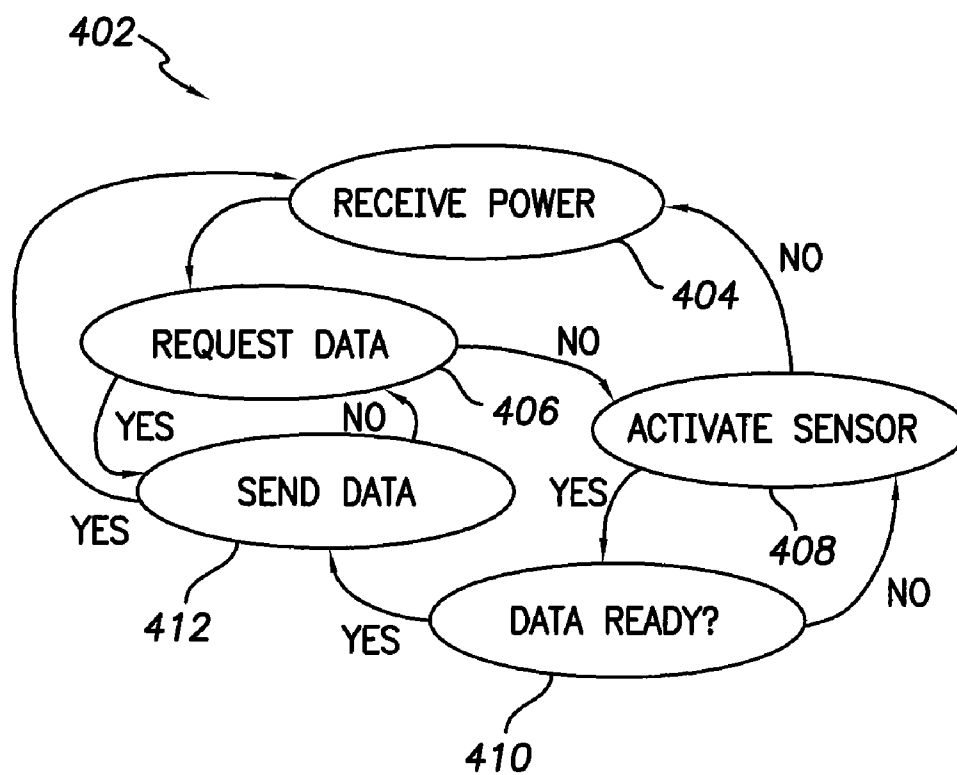 402
RECEIVE POWER
404
NO
REQUEST DATA
NO
406
YES
NO
ACTIVATE SENSOR
SEND DATA
YES
YES
408
NO
412
YES
DATA READY?
410